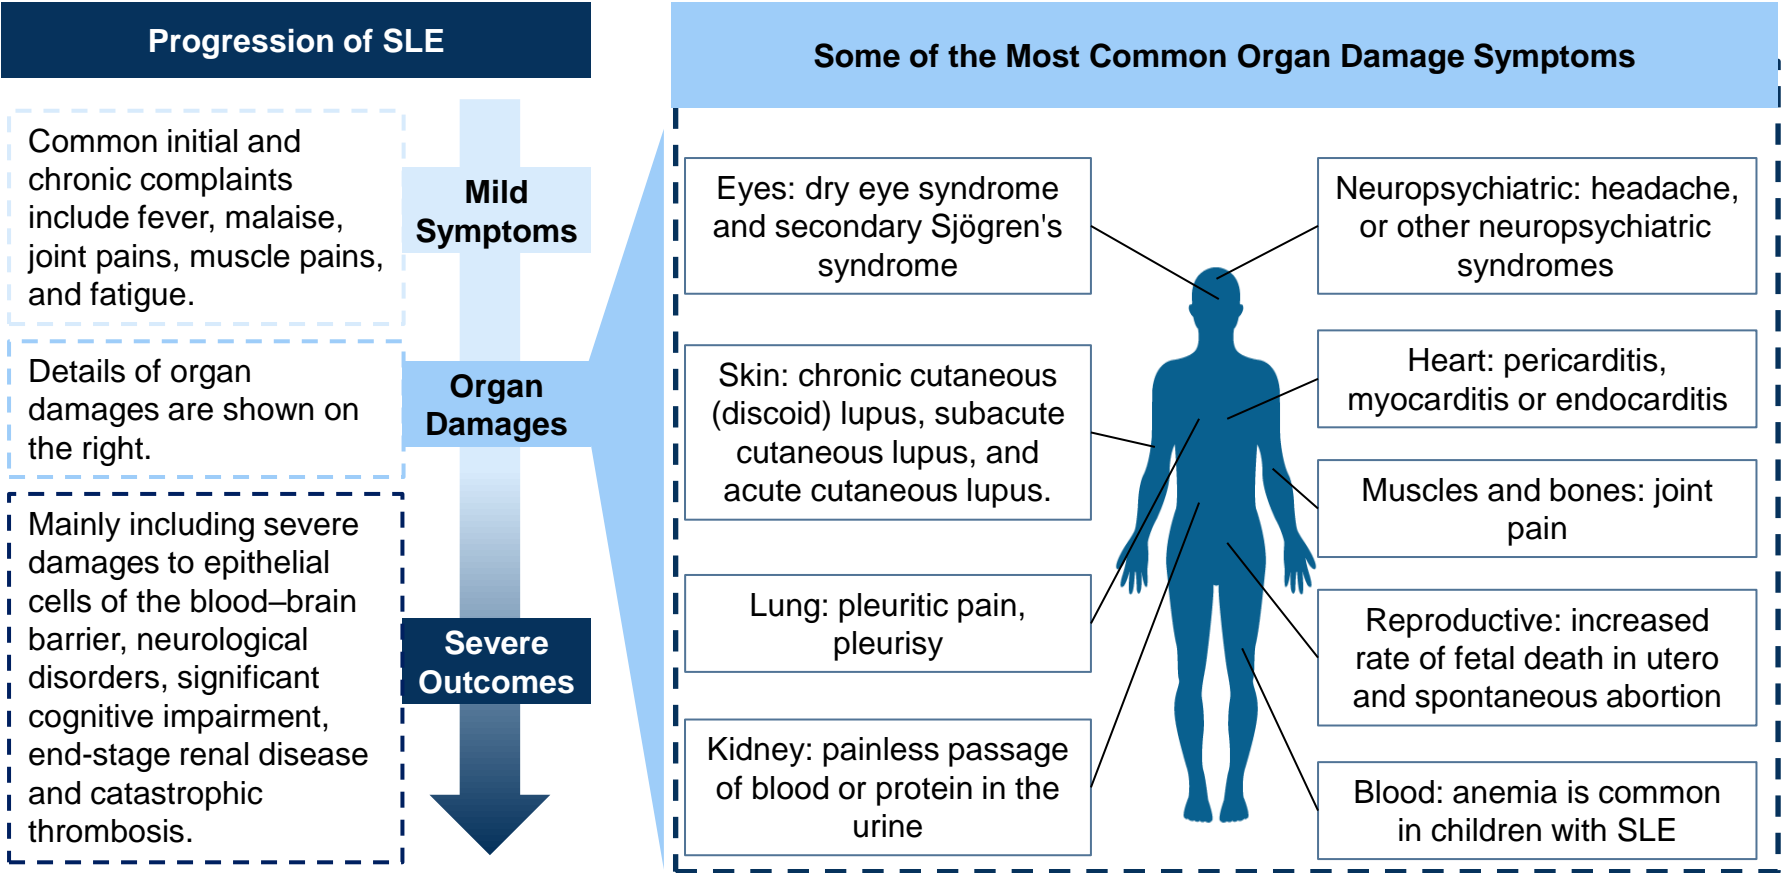 Progression of SLE
Common initial and
chronic complaints
include fever, malaise,
joint pains, muscle pains,
and fatigue.
Mild
Symptoms
Details of organ
damages are shown on
the right.
Organ
Damages
Mainly including severe
damages to epithelial
cells of the blood–brain
barrier, neurological
disorders, significant
cognitive impairment,
end-stage renal disease
and catastrophic
thrombosis.
Severe
Outcomes
Some of the Most Common Organ Damage Symptoms
Eyes: dry eye syndrome
and secondary Sjögren's
syndrome
Skin: chronic cutaneous
(discoid) lupus, subacute
cutaneous lupus, and
acute cutaneous lupus.
Lung: pleuritic pain,
pleurisy
Kidney: painless passage
of blood or protein in the
urine
Neuropsychiatric: headache,
or other neuropsychiatric
syndromes
Heart: pericarditis,
myocarditis or endocarditis
Muscles and bones: joint
pain
Reproductive: increased
rate of fetal death in utero
and spontaneous abortion
Blood: anemia is common
in children with SLE